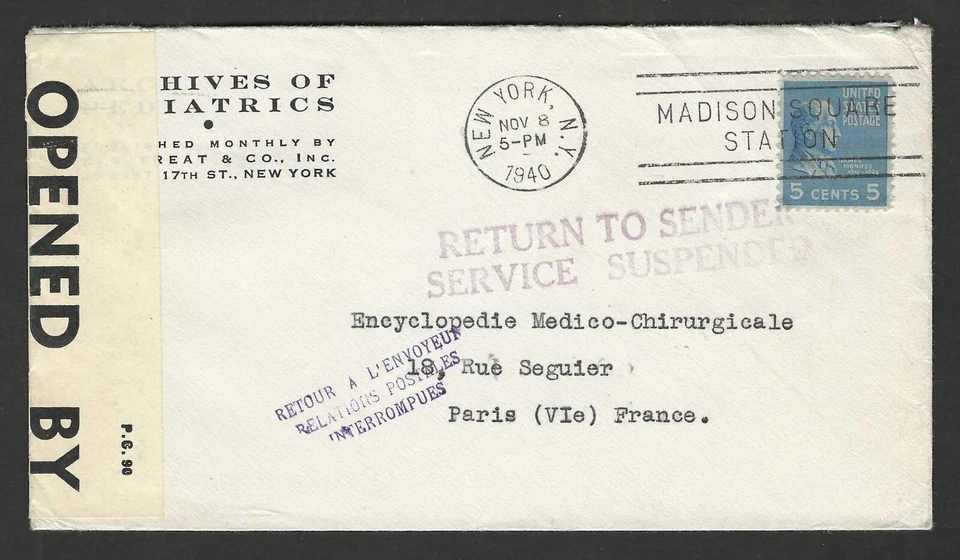 OPENED BY
P.C. 90
HIVES OF
IATRICS
HED MONTHLY BY
REAT & CO., INC.
17TH ST., NEW YORK
NEW YORK, N.Y.
NOV 8
5-PM
1940
MADISON SQUARE
STATION
UNITED
STATES
POSTAGE
JAMES
MONROE
5 CENTS 5
RETURN TO SENDER
SERVICE SUSPENDED
Encyclopedie Medico-Chirurgicale
18, Rue Seguier
Paris (VIe) France.
RETOUR A L'ENVOYEUR
RELATIONS POSTALES
INTERROMPUES